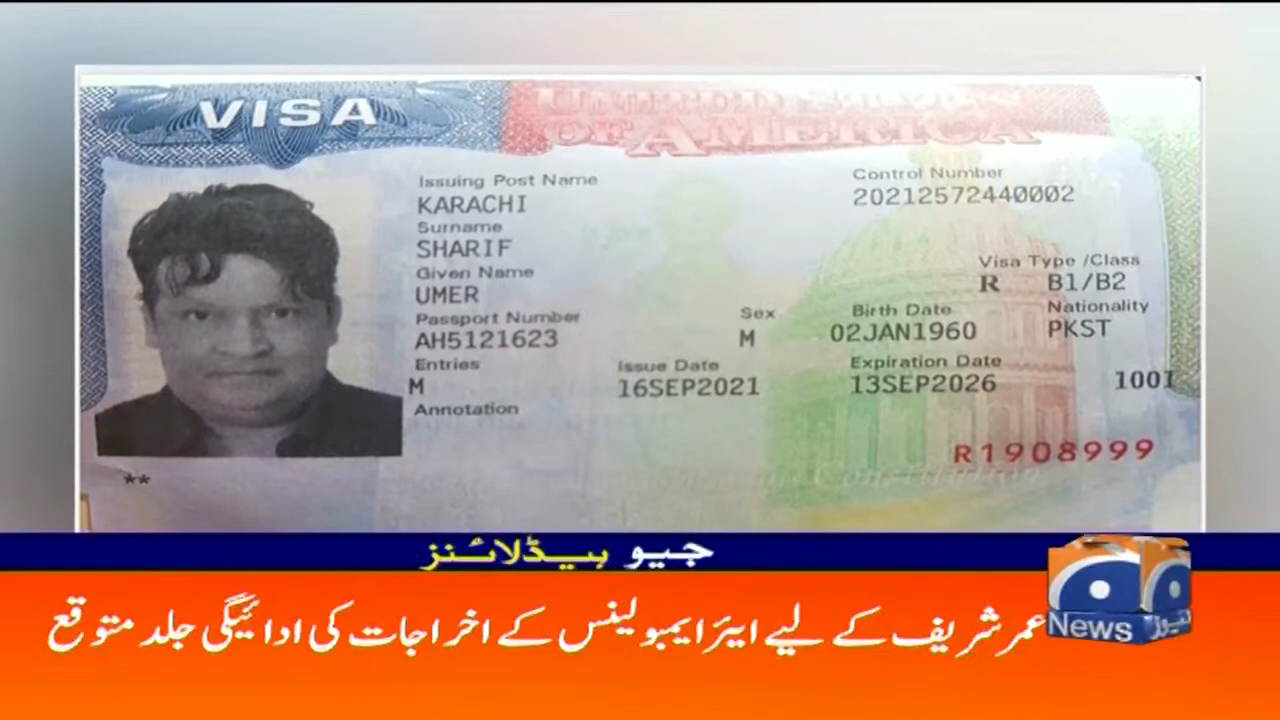 VISA
UNITED STATES
OF AMERICA
Issuing Post Name
KARACHI
Control Number
20212572440002
Surname
SHARIF
Given Name
UMER
Visa Type /Class
R B1/B2
Passport Number
AH5121623
Sex
M
Birth Date
02JAN1960
Nationality
PKST
Entries
M
Issue Date
16SEP2021
Expiration Date
13SEP2026
1001
Annotation
R1908999
**
جیو ہیڈلائنز
عمر شریف کے لیے ایئر ایمبولینس کے اخراجات کی ادائیگی جلد متوقع
News نیوز